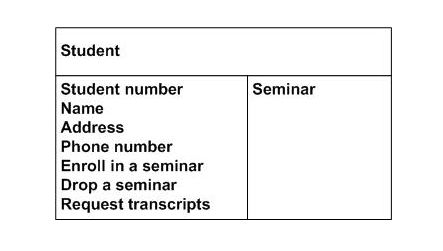 Student
Student number
Name
Address
Phone number
Enroll in a seminar
Drop a seminar
Request transcripts
Seminar